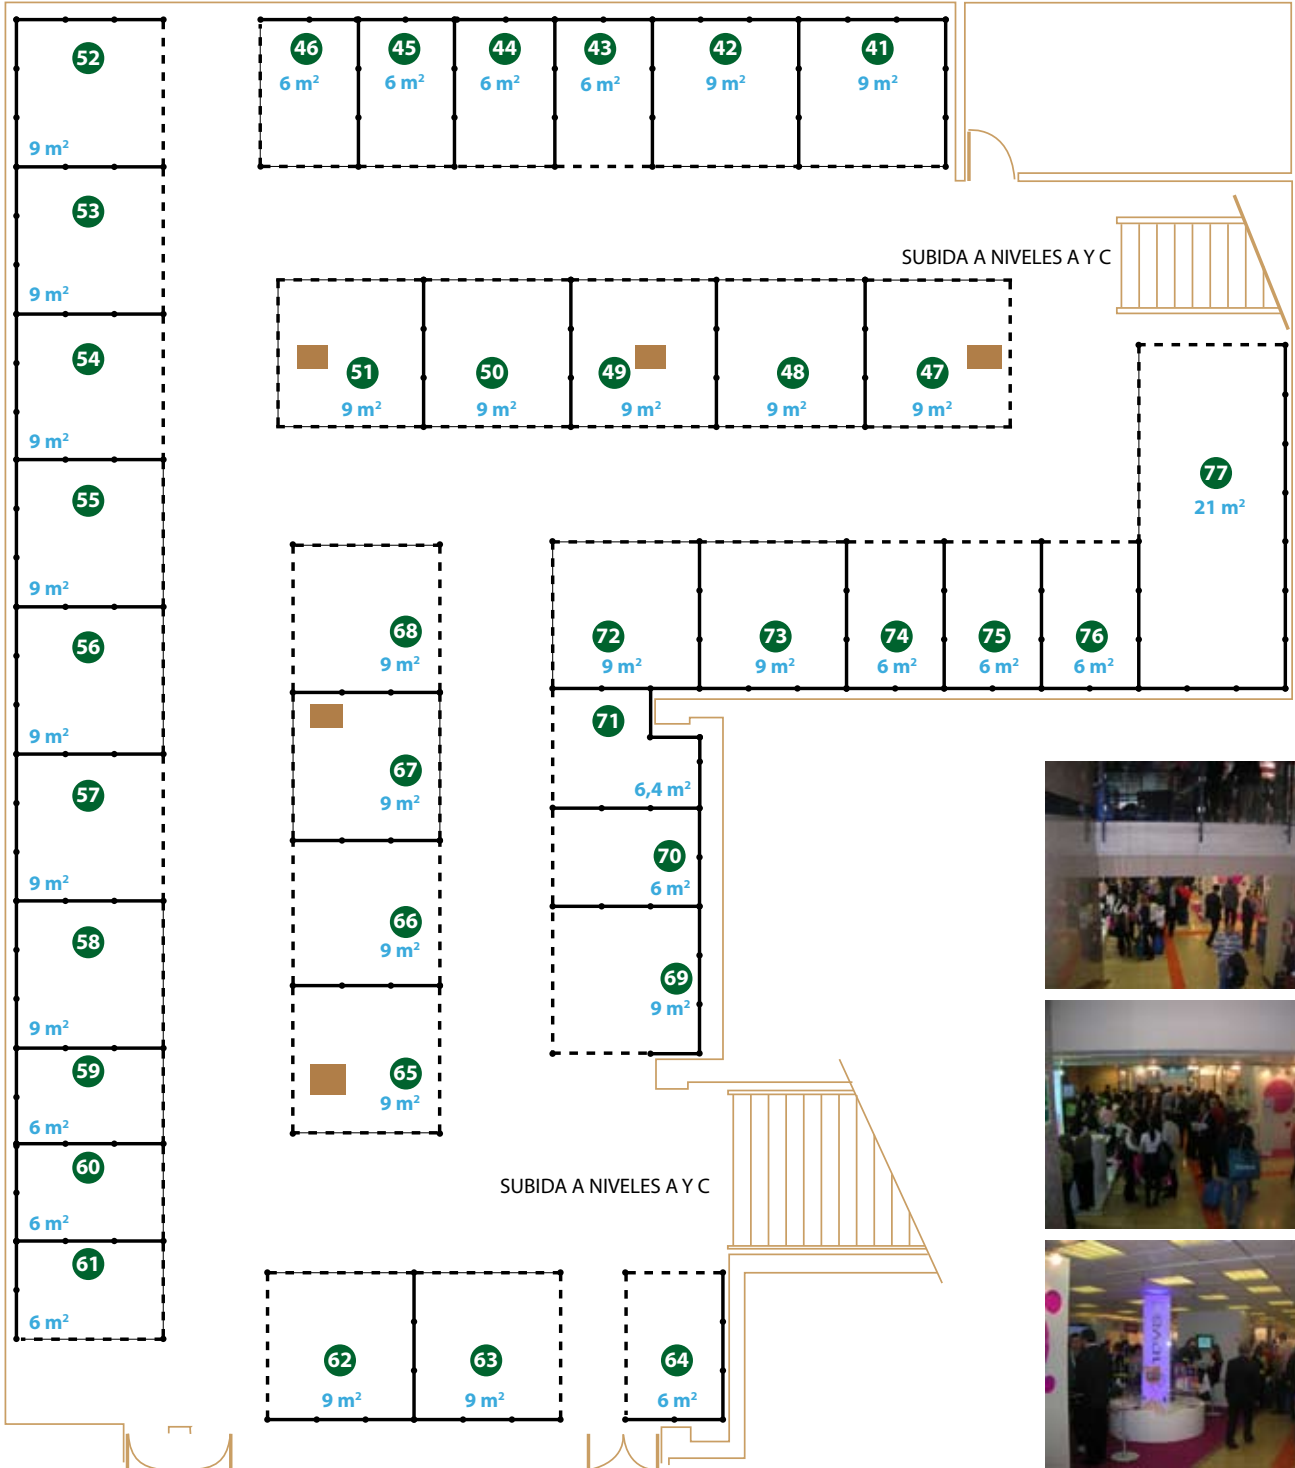 52
46
45
44
43
42
41
6 m²
6 m²
6 m²
6 m²
9 m²
9 m²
9 m²
53
9 m²
SUBIDA A NIVELES A Y C
54
9 m²
51
50
49
48
47
9 m²
9 m²
9 m²
9 m²
9 m²
77
21 m²
55
9 m²
56
9 m²
68
9 m²
72
9 m²
73
9 m²
74
6 m²
75
6 m²
76
6 m²
71
6,4 m²
67
9 m²
57
9 m²
70
6 m²
66
9 m²
58
9 m²
69
9 m²
59
6 m²
65
9 m²
60
6 m²
SUBIDA A NIVELES A Y C
61
6 m²
62
9 m²
63
9 m²
64
6 m²